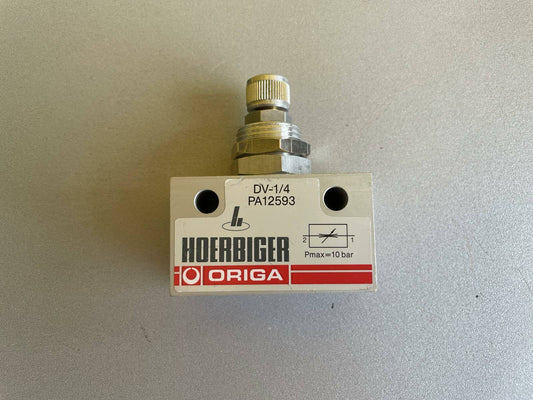 DV-1/4
PA12593
HOERBIGER
2 1
Pmax=10 bar
ORIGA